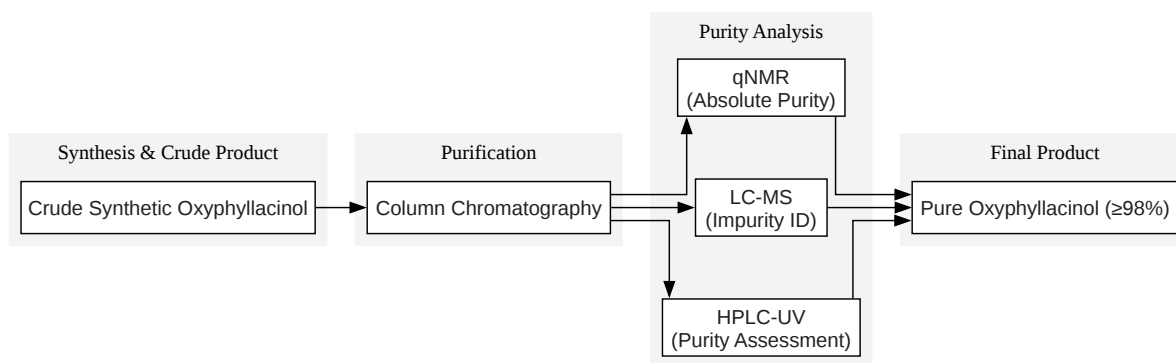 Synthesis & Crude Product
Crude Synthetic Oxyphyllacinol
Purification
Column Chromatography
Purity Analysis
qNMR
(Absolute Purity)
LC-MS
(Impurity ID)
HPLC-UV
(Purity Assessment)
Final Product
Pure Oxyphyllacinol (≥98%)